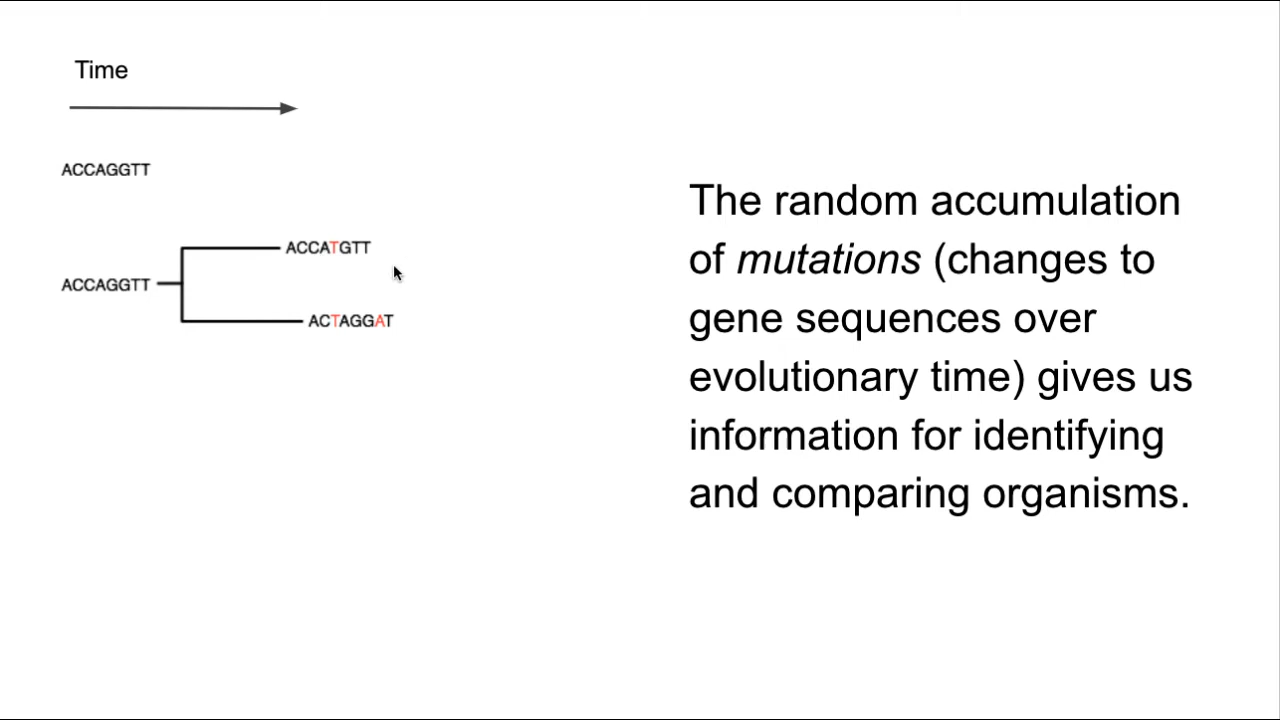 Time
ACCAGGTT
ACCATGTT
ACCAGGTT
ACTAGGAT
The random accumulation
of mutations (changes to
gene sequences over
evolutionary time) gives us
information for identifying
and comparing organisms.